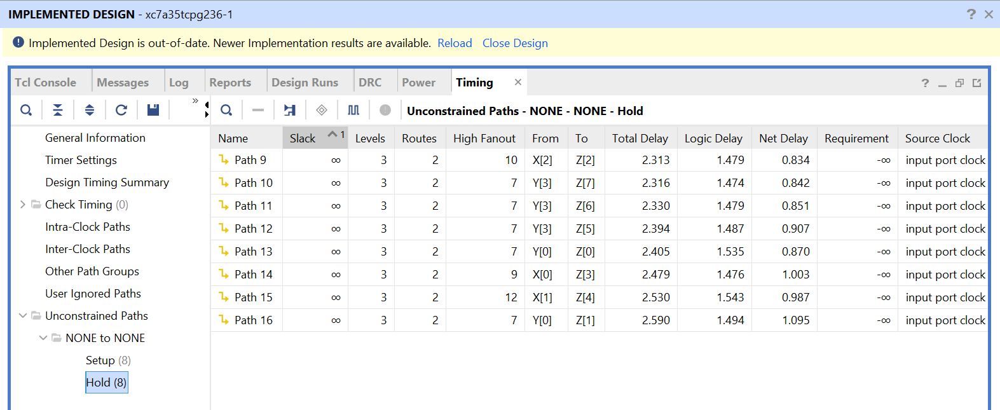 IMPLEMENTED DESIGN - xc7a35tcpg236-1
Implemented Design is out-of-date. Newer Implementation results are available. Reload Close Design
Tcl Console Messages Log Reports Design Runs DRC Power Timing
Unconstrained Paths - NONE - NONE - Hold
General Information
Timer Settings
Design Timing Summary
Check Timing (0)
Intra-Clock Paths
Inter-Clock Paths
Other Path Groups
User Ignored Paths
Unconstrained Paths
NONE to NONE
Setup (8)
Hold (8)
Name Slack 1 Levels Routes High Fanout From To Total Delay Logic Delay Net Delay Requirement Source Clock
Path 9 ∞ 3 2 10 X[2] Z[2] 2.313 1.479 0.834 -∞ input port clock
Path 10 ∞ 3 2 7 Y[3] Z[7] 2.316 1.474 0.842 -∞ input port clock
Path 11 ∞ 3 2 7 Y[3] Z[6] 2.330 1.479 0.851 -∞ input port clock
Path 12 ∞ 3 2 7 Y[3] Z[5] 2.394 1.487 0.907 -∞ input port clock
Path 13 ∞ 3 2 7 Y[0] Z[0] 2.405 1.535 0.870 -∞ input port clock
Path 14 ∞ 3 2 9 X[0] Z[3] 2.479 1.476 1.003 -∞ input port clock
Path 15 ∞ 3 2 12 X[1] Z[4] 2.530 1.543 0.987 -∞ input port clock
Path 16 ∞ 3 2 7 Y[0] Z[1] 2.590 1.494 1.095 -∞ input port clock